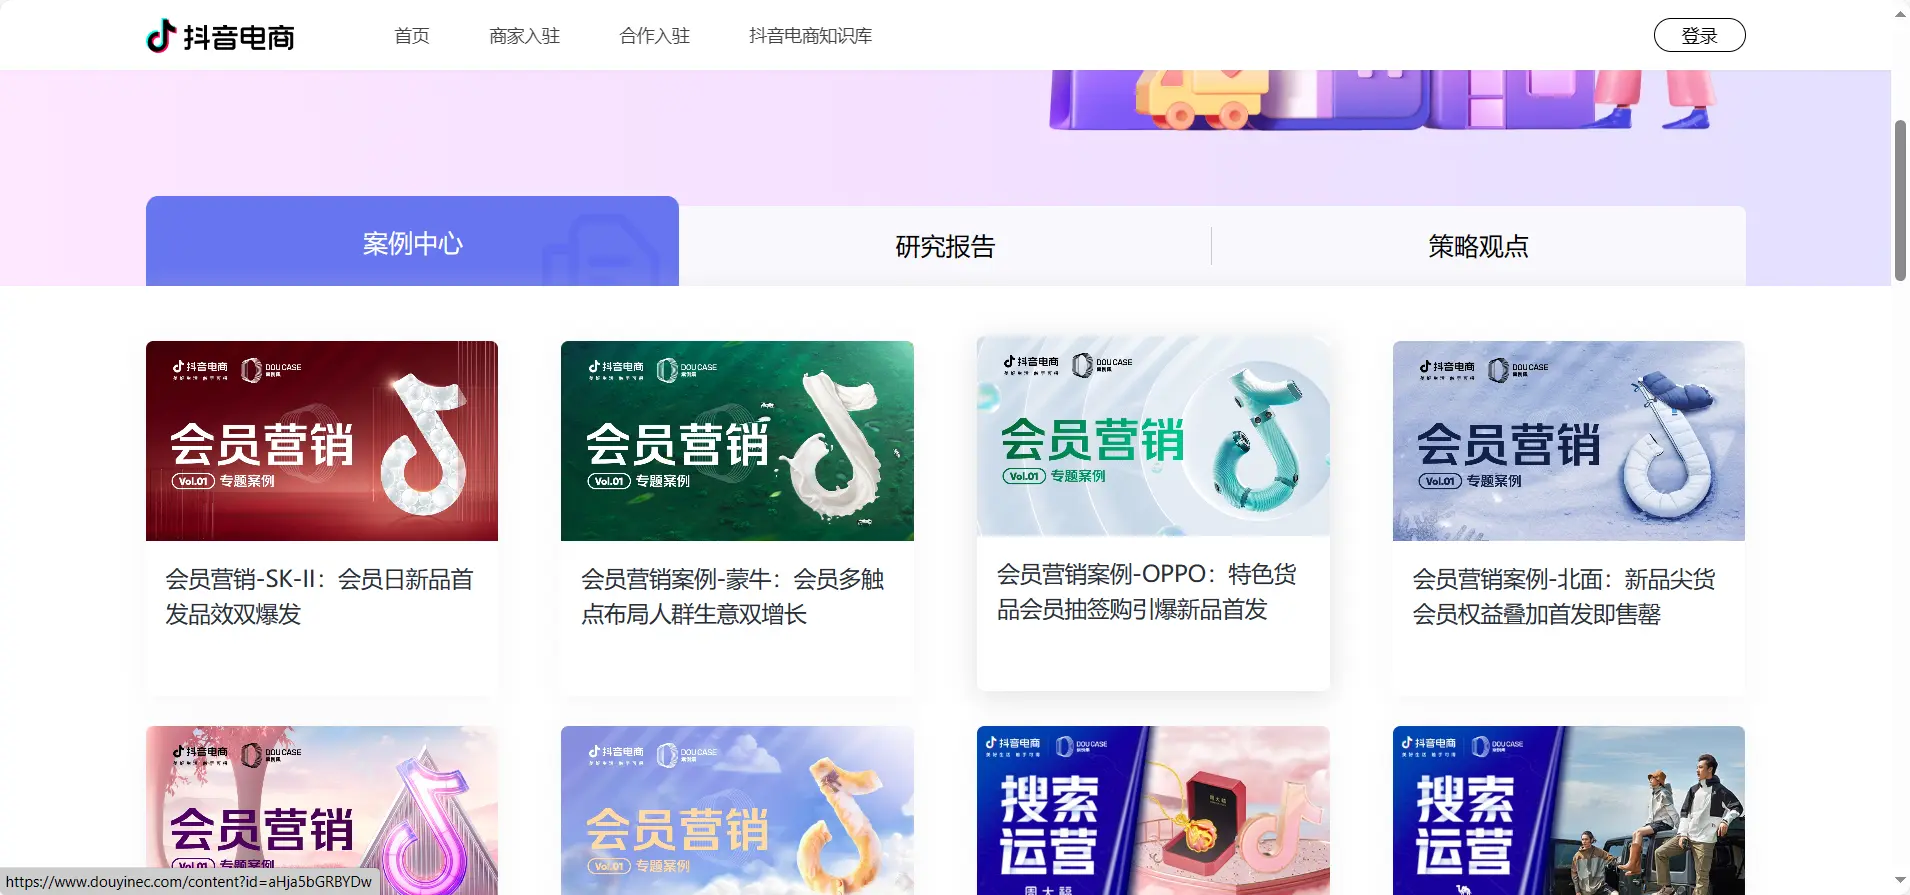 抖音电商
首页
商家入驻
合作入驻
抖音电商知识库
登录
案例中心
研究报告
策略观点
抖音电商
DOU CASE
会员营销
Vol.01 专题案例
会员营销-SK-II：会员日新品首
发品效双爆发
抖音电商
DOU CASE
会员营销
Vol.01 专题案例
会员营销案例-蒙牛：会员多触
点布局人群生意双增长
抖音电商
DOU CASE
会员营销
Vol.01 专题案例
会员营销案例-OPPO：特色货
品会员抽签购引爆新品首发
抖音电商
DOU CASE
会员营销
Vol.01 专题案例
会员营销案例-北面：新品尖货
会员权益叠加首发即售罄
抖音电商
DOU CASE
会员营销
Vol.01 专题案例
抖音电商
DOU CASE
会员营销
Vol.01 专题案例
抖音电商
DOU CASE
搜索
运营
周大福
抖音电商
DOU CASE
搜索
运营
https://www.douyinec.com/content?id=aHja5bGRBYDw